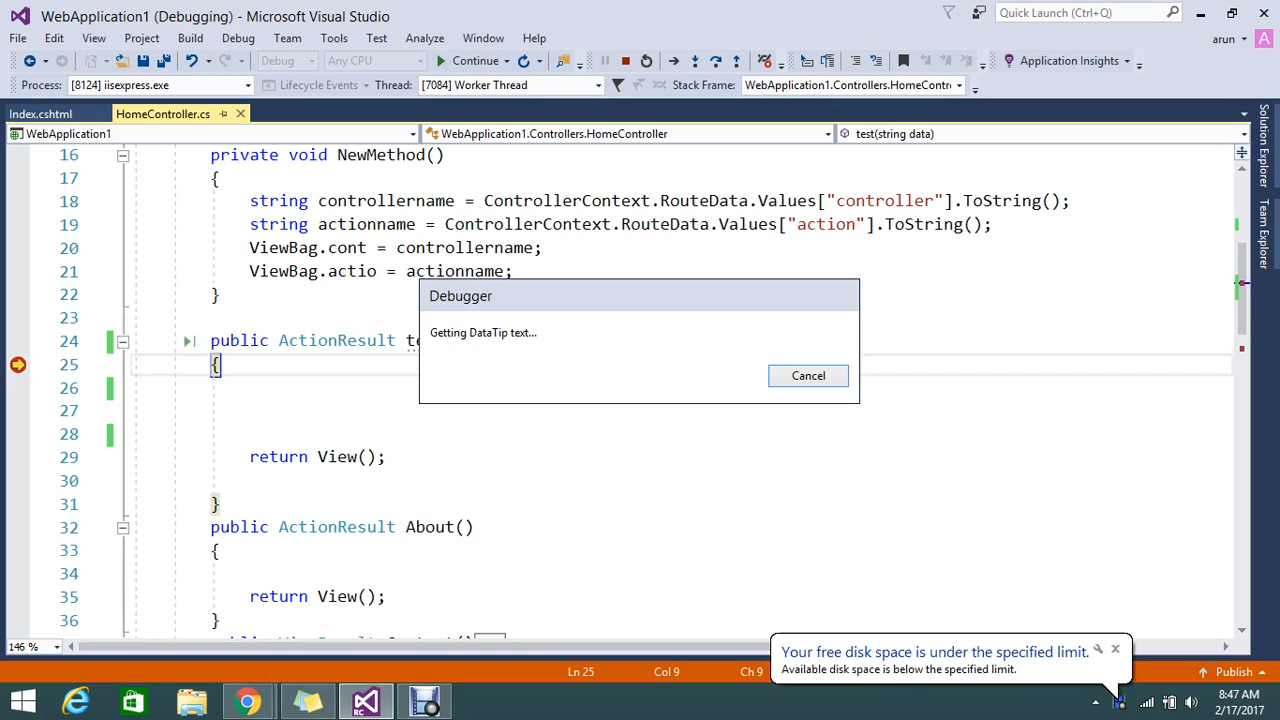 WebApplication1 (Debugging) - Microsoft Visual Studio
Quick Launch (Ctrl+Q)
File Edit View Project Build Debug Team Tools Test Analyze Window Help
arun A
Debug Any CPU Continue Application Insights
Process: [8124] iisexpress.exe Lifecycle Events Thread: [7084] Worker Thread Stack Frame: WebApplication1.Controllers.HomeContr
Index.cshtml HomeController.cs
WebApplication1 WebApplication1.Controllers.HomeController test(string data)
Solution Explorer
Team Explorer
16 private void NewMethod()
17 {
18 string controllername = ControllerContext.RouteData.Values["controller"].ToString();
19 string actionname = ControllerContext.RouteData.Values["action"].ToString();
20 ViewBag.cont = controllername;
21 ViewBag.actio = actionname;
22 }
23
24 public ActionResult te
25 {
26
27
28
29 return View();
30
31 }
32 public ActionResult About()
33 {
34
35 return View();
36 }
Debugger
Getting DataTip text...
Cancel
146 %
Your free disk space is under the specified limit.
Available disk space is below the specified limit.
Ln 25 Col 9 Ch 9 Publish
RC
8:47 AM
2/17/2017